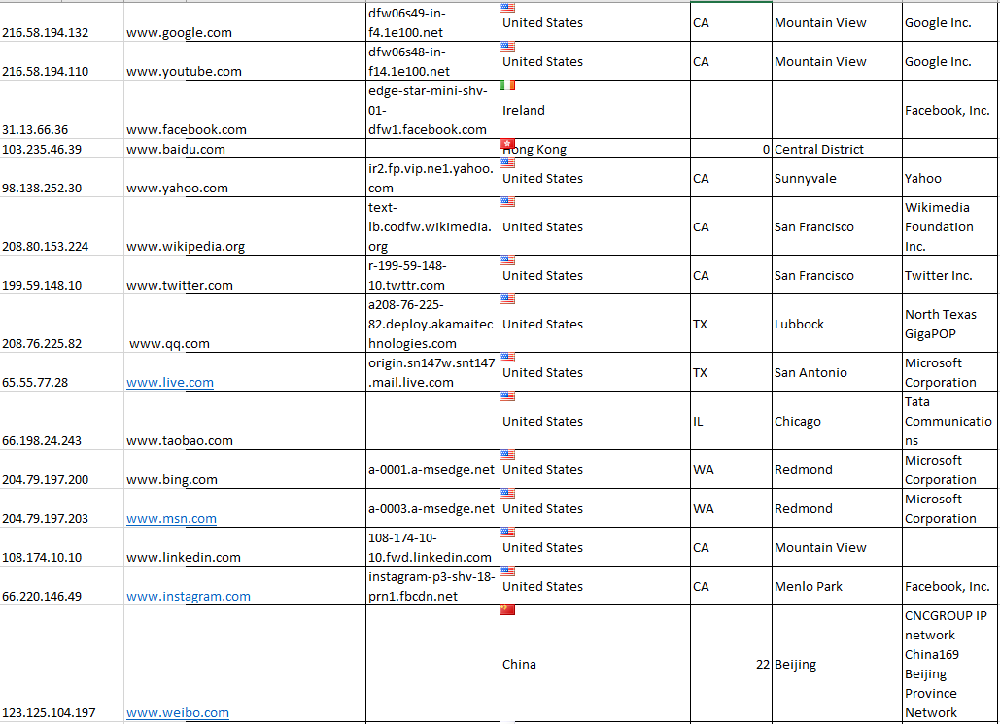 216.58.194.132 www.google.com dfw06s49-in-
f4.1e100.net United States CA Mountain View Google Inc.
216.58.194.110 www.youtube.com dfw06s48-in-
f14.1e100.net United States CA Mountain View Google Inc.
31.13.66.36 www.facebook.com edge-star-mini-shv-
01-
dfw1.facebook.com Ireland Facebook, Inc.
103.235.46.39 www.baidu.com Hong Kong 0 Central District
98.138.252.30 www.yahoo.com ir2.fp.vip.ne1.yahoo.
com United States CA Sunnyvale Yahoo
208.80.153.224 www.wikipedia.org text-
lb.codfw.wikimedia.
org United States CA San Francisco Wikimedia
Foundation
Inc.
199.59.148.10 www.twitter.com r-199-59-148-
10.twttr.com United States CA San Francisco Twitter Inc.
208.76.225.82 www.qq.com a208-76-225-
82.deploy.akamaitec
hnologies.com United States TX Lubbock North Texas
GigaPOP
65.55.77.28 www.live.com origin.sn147w.snt147
.mail.live.com United States TX San Antonio Microsoft
Corporation
66.198.24.243 www.taobao.com United States IL Chicago Tata
Communicatio
ns
204.79.197.200 www.bing.com a-0001.a-msedge.net United States WA Redmond Microsoft
Corporation
204.79.197.203 www.msn.com a-0003.a-msedge.net United States WA Redmond Microsoft
Corporation
108.174.10.10 www.linkedin.com 108-174-10-
10.fwd.linkedin.com United States CA Mountain View
66.220.146.49 www.instagram.com instagram-p3-shv-18-
prn1.fbcdn.net United States CA Menlo Park Facebook, Inc.
123.125.104.197 www.weibo.com China 22 Beijing CNCGROUP IP
network
China169
Beijing
Province
Network